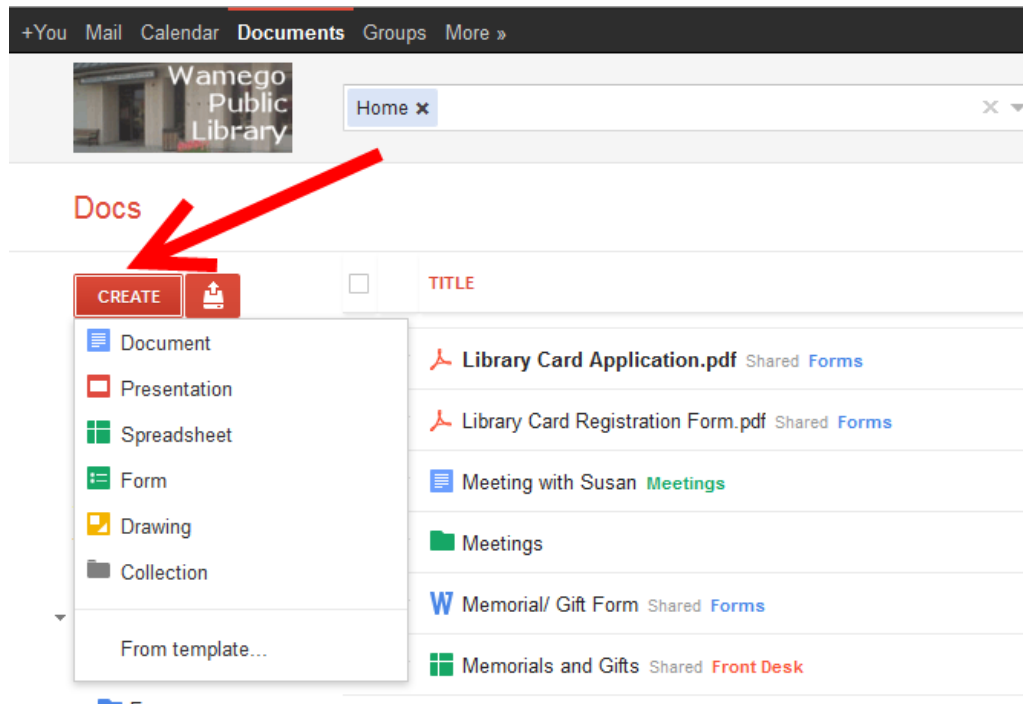 +You Mail Calendar Documents Groups More »
Wamego
Public
Library
Home ×
Docs
CREATE
TITLE
Document
Presentation
Spreadsheet
Form
Drawing
Collection
From template...
Library Card Application.pdf Shared Forms
Library Card Registration Form.pdf Shared Forms
Meeting with Susan Meetings
Meetings
W Memorial/ Gift Form Shared Forms
Memorials and Gifts Shared Front Desk